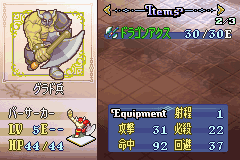 Items
2/3
ドラゴンアクス 30/30E
グラド兵
バーサーカー
LV 5E--
HP44/44
Equipment 射程 1
攻撃 31 必殺 22
命中 92 回避 37